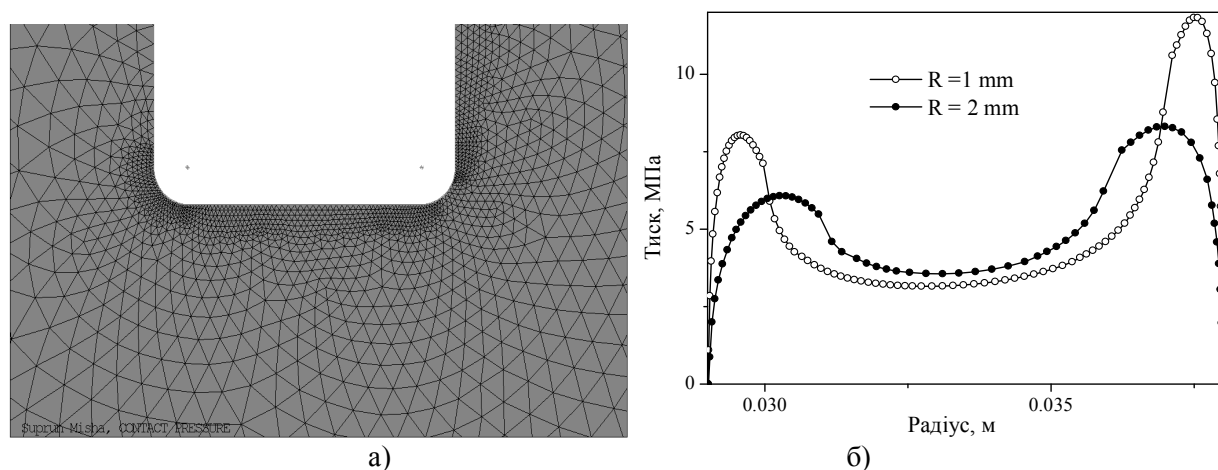 R =1 mm
R = 2 mm
10
5
0
Тиск, МПа
0.030
0.035
Радіус, м
Suprun Misha, CONTACT PRESSURE
а)
б)